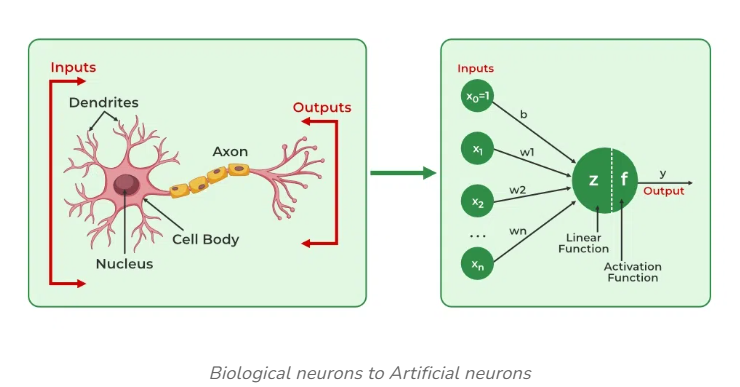 Inputs
Dendrites
Outputs
Axon
Cell Body
Nucleus
Inputs
x0=1
b
x1
w1
x2
w2
...
wn
xn
z
f
y
Output
Linear
Function
Activation
Function
Biological neurons to Artificial neurons